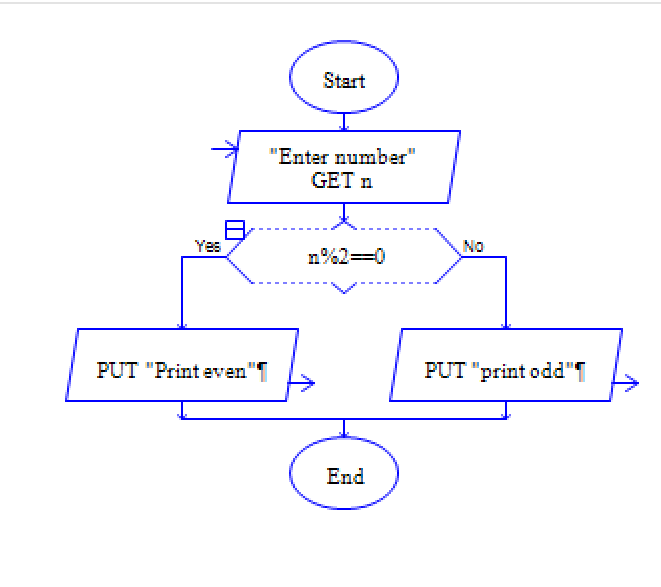 Start
"Enter number"
GET n
Yes
n%2==0
No
PUT "Print even"¶
PUT "print odd"¶
End